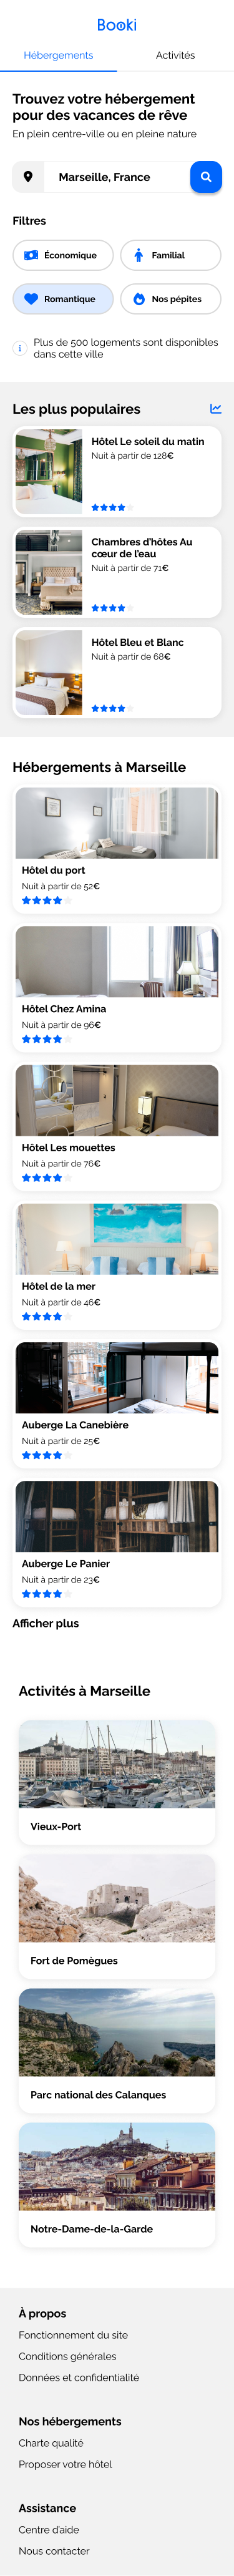 Booki
Hébergements
Activités
Trouvez votre hébergement
pour des vacances de rêve
En plein centre-ville ou en pleine nature
Marseille, France
Filtres
Économique
Familial
Romantique
Nos pépites
Plus de 500 logements sont disponibles
dans cette ville
Les plus populaires
Hôtel Le soleil du matin
Nuit à partir de 128€
Chambres d'hôtes Au
cœur de l'eau
Nuit à partir de 71€
Hôtel Bleu et Blanc
Nuit à partir de 68€
Hébergements à Marseille
Hôtel du port
Nuit à partir de 52€
Hôtel Chez Amina
Nuit à partir de 96€
Hôtel Les mouettes
Nuit à partir de 76€
Hôtel de la mer
Nuit à partir de 46€
Auberge La Canebière
Nuit à partir de 25€
Auberge Le Panier
Nuit à partir de 23€
Afficher plus
Activités à Marseille
Vieux-Port
Fort de Pomègues
Parc national des Calanques
Notre-Dame-de-la-Garde
À propos
Fonctionnement du site
Conditions générales
Données et confidentialité
Nos hébergements
Charte qualité
Proposer votre hôtel
Assistance
Centre d'aide
Nous contacter